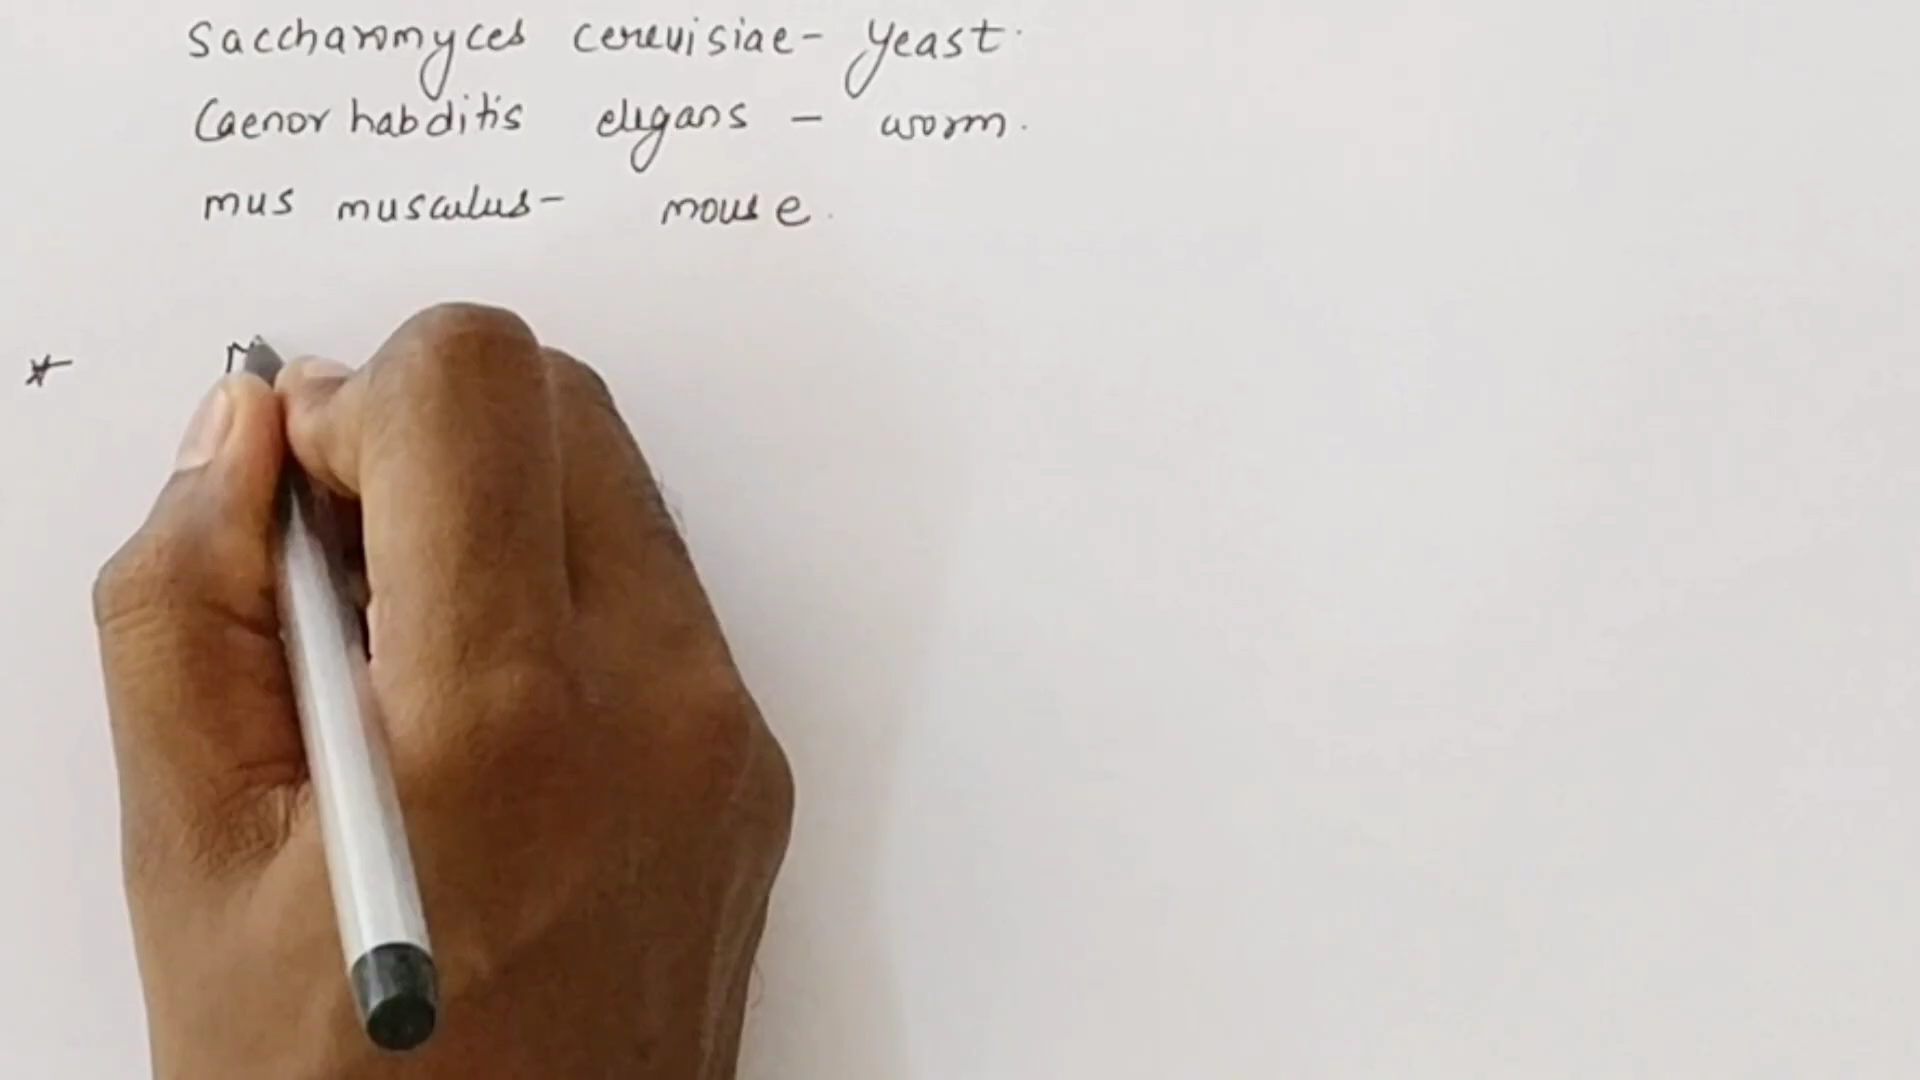 Saccharomyces cerevisiae - Yeast.
Caenorhabditis elegans - worm.
mus musculus - mouse.
*